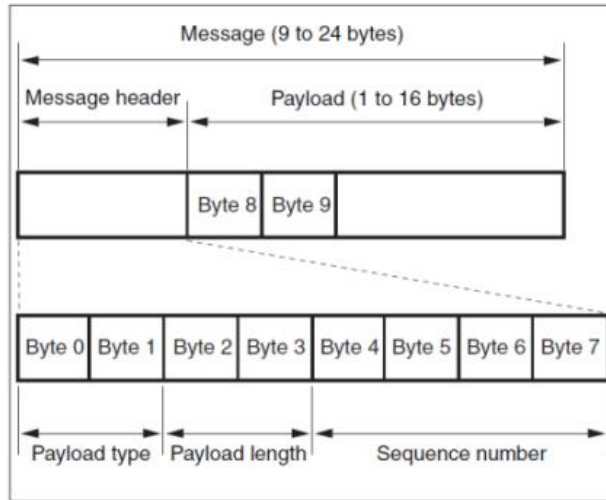 Message (9 to 24 bytes)
Message header Payload (1 to 16 bytes)
Byte 8 Byte 9
Byte 0 Byte 1 Byte 2 Byte 3 Byte 4 Byte 5 Byte 6 Byte 7
Payload type Payload length Sequence number